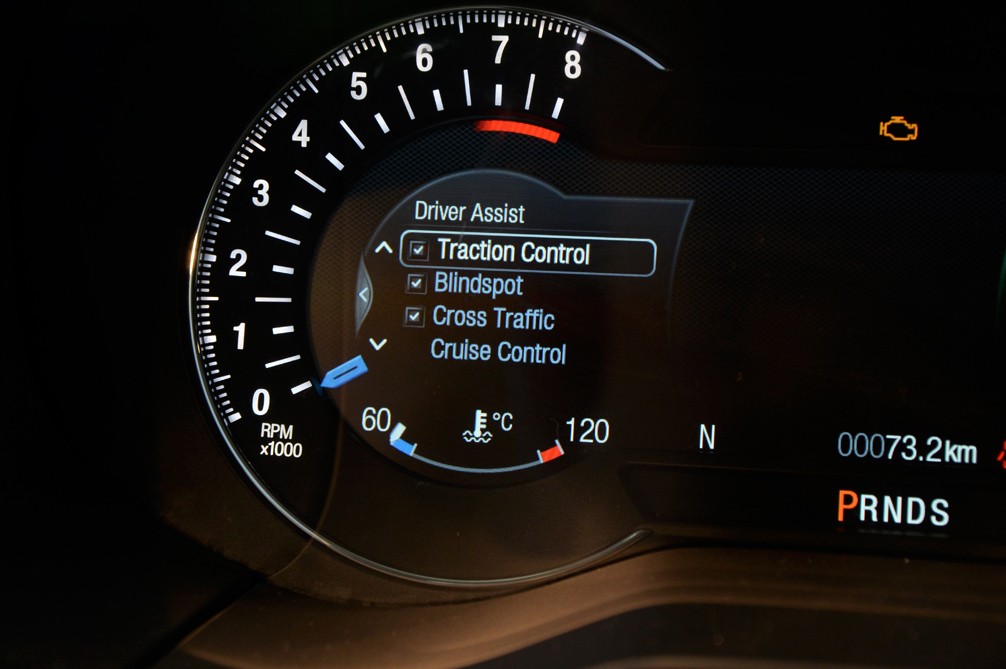 8
7
6
5
4
3
2
1
0
RPM
x1000
Driver Assist
Traction Control
Blindspot
Cross Traffic
Cruise Control
60 °C 120
N
00073.2km
PRNDS